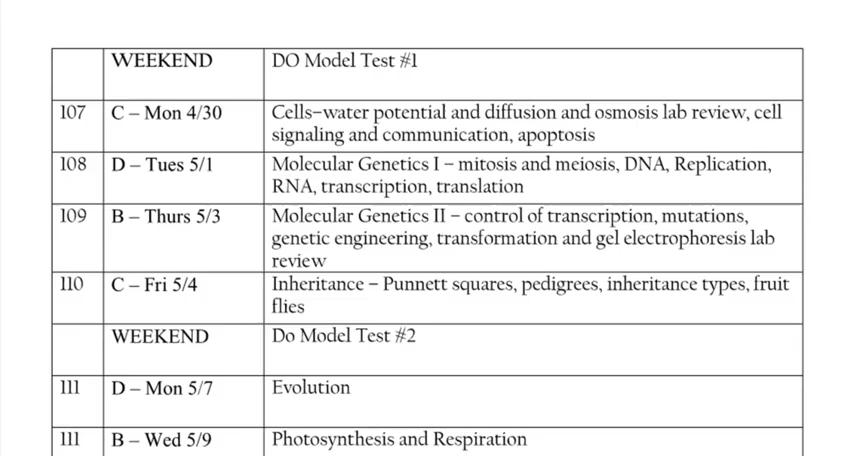 WEEKEND DO Model Test #1
107 C – Mon 4/30 Cells–water potential and diffusion and osmosis lab review, cell
signaling and communication, apoptosis
108 D – Tues 5/1 Molecular Genetics I – mitosis and meiosis, DNA, Replication,
RNA, transcription, translation
109 B – Thurs 5/3 Molecular Genetics II – control of transcription, mutations,
genetic engineering, transformation and gel electrophoresis lab
review
110 C – Fri 5/4 Inheritance – Punnett squares, pedigrees, inheritance types, fruit
flies
WEEKEND Do Model Test #2
111 D – Mon 5/7 Evolution
111 B – Wed 5/9 Photosynthesis and Respiration